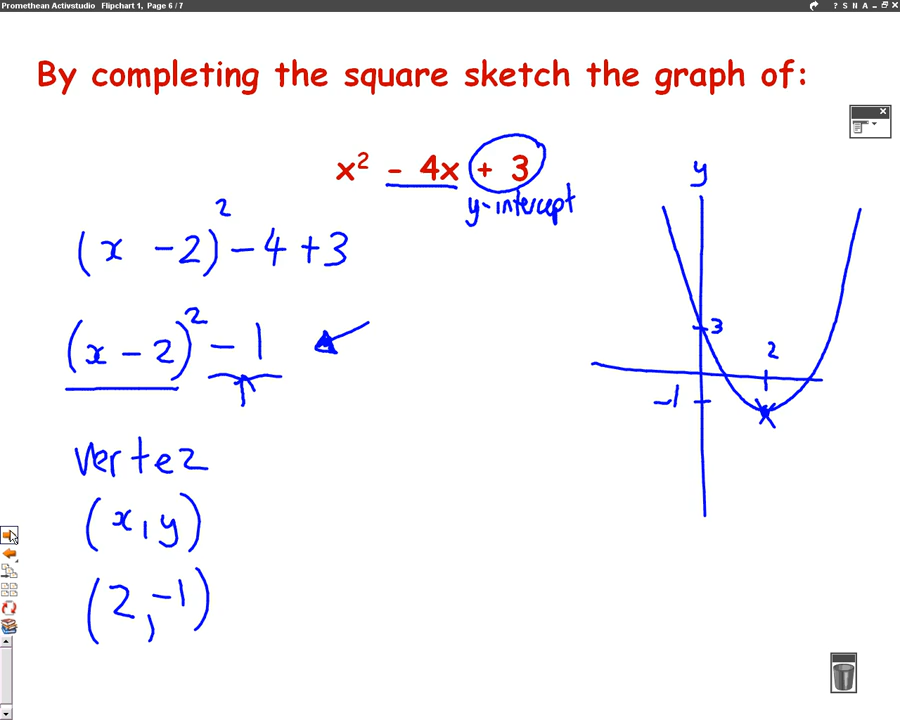 Promethean Activstudio Flipchart 1, Page 6 / 7
? S N A
By completing the square sketch the graph of:
x² - 4x + 3
y-intercept
(x - 2)² - 4 + 3
(x - 2)² - 1
vertez
(x, y)
(2, -1)
y
3
2
-1